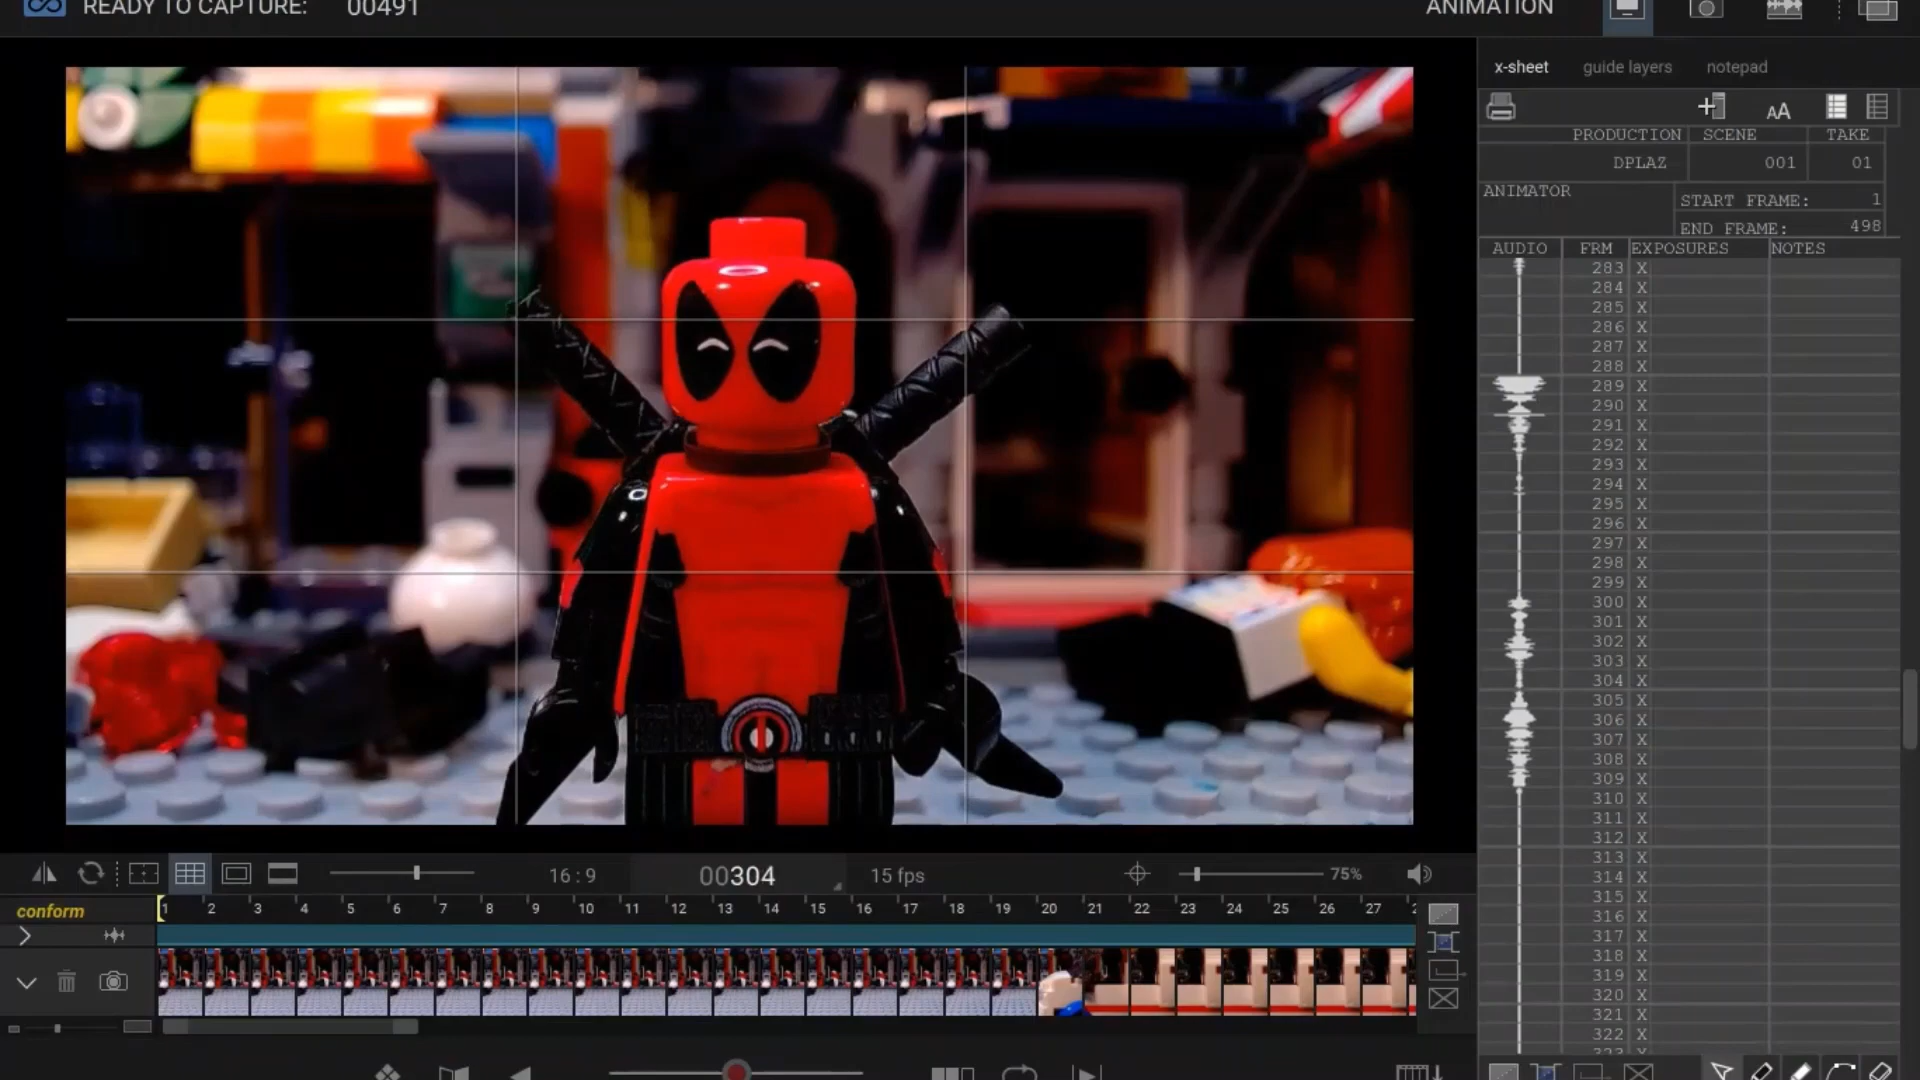 READY TO CAPTURE: 00491
ANIMATION
x-sheet guide layers notepad
AA
PRODUCTION SCENE TAKE
DPLAZ 001 01
ANIMATOR
START FRAME: 1
END FRAME: 498
AUDIO FRM EXPOSURES NOTES
283 X
284 X
285 X
286 X
287 X
288 X
289 X
290 X
291 X
292 X
293 X
294 X
295 X
296 X
297 X
298 X
299 X
300 X
301 X
302 X
303 X
304 X
305 X
306 X
307 X
308 X
309 X
310 X
311 X
312 X
313 X
314 X
315 X
316 X
317 X
318 X
319 X
320 X
321 X
322 X
323
16:9 00304 15 fps 75%
conform 1 2 3 4 5 6 7 8 9 10 11 12 13 14 15 16 17 18 19 20 21 22 23 24 25 26 27